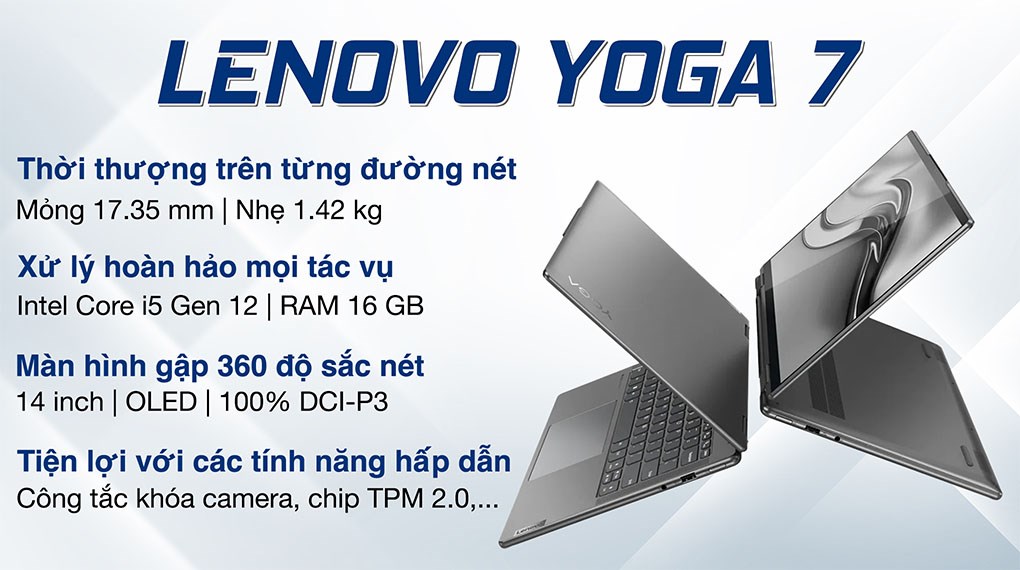 LENOVO YOGA 7
Thời thượng trên từng đường nét
Mỏng 17.35 mm | Nhẹ 1.42 kg
Xử lý hoàn hảo mọi tác vụ
Intel Core i5 Gen 12 | RAM 16 GB
Màn hình gập 360 độ sắc nét
14 inch | OLED | 100% DCI-P3
Tiện lợi với các tính năng hấp dẫn
Công tắc khóa camera, chip TPM 2.0,...
YOGA
Lenovo